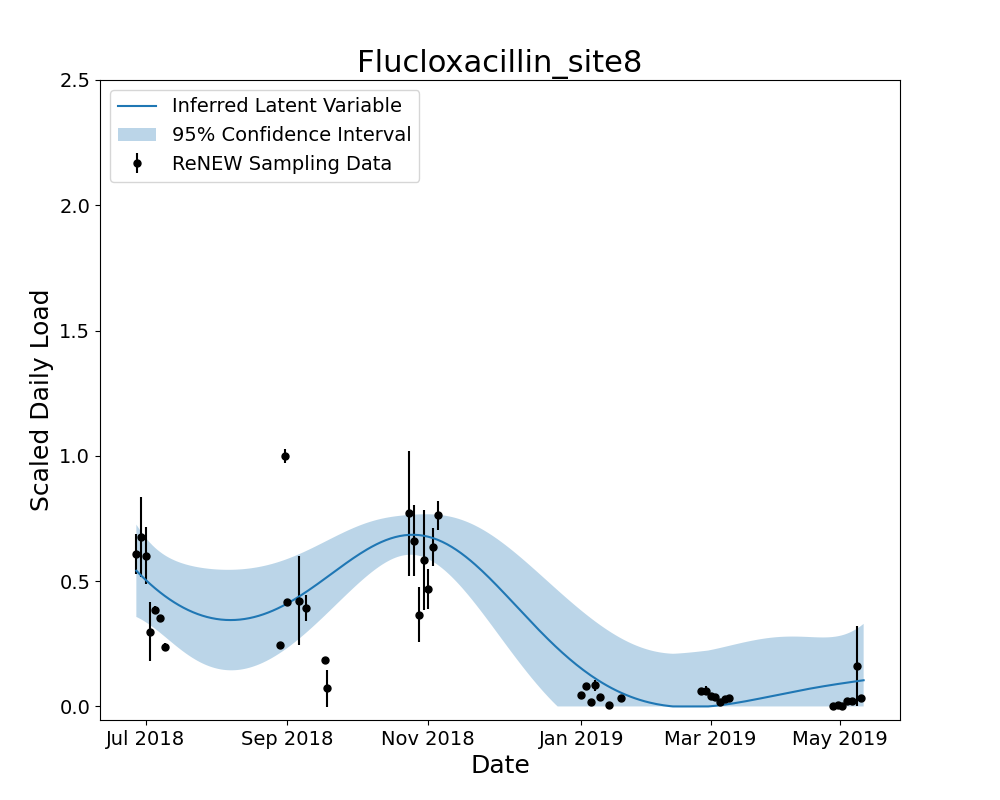 Flucloxacillin_site8
2.5
2.0
1.5
1.0
0.5
0.0
Scaled Daily Load
Inferred Latent Variable
95% Confidence Interval
ReNEW Sampling Data
Jul 2018 Sep 2018 Nov 2018 Jan 2019 Mar 2019 May 2019
Date